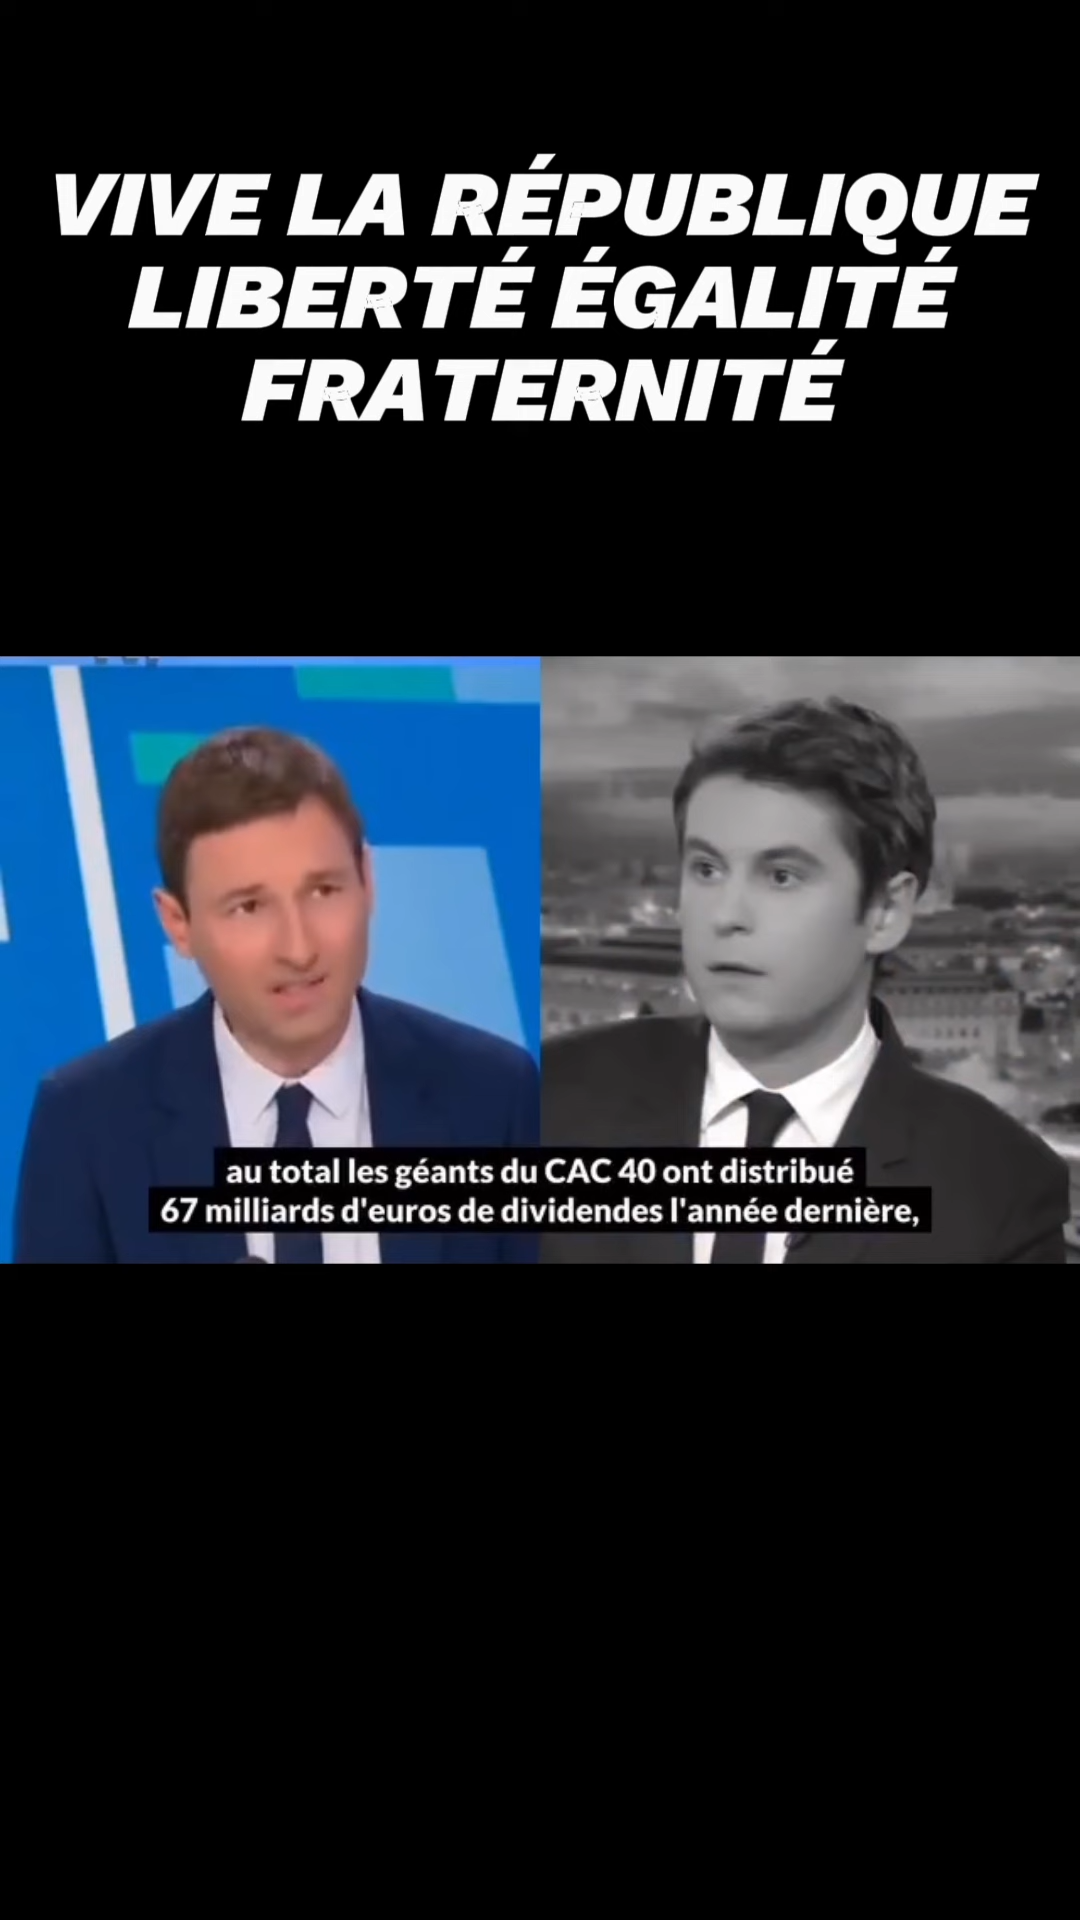 VIVE LA RÉPUBLIQUE
LIBERTÉ ÉGALITÉ
FRATERNITÉ
au total les géants du CAC 40 ont distribué
67 milliards d'euros de dividendes l'année dernière,